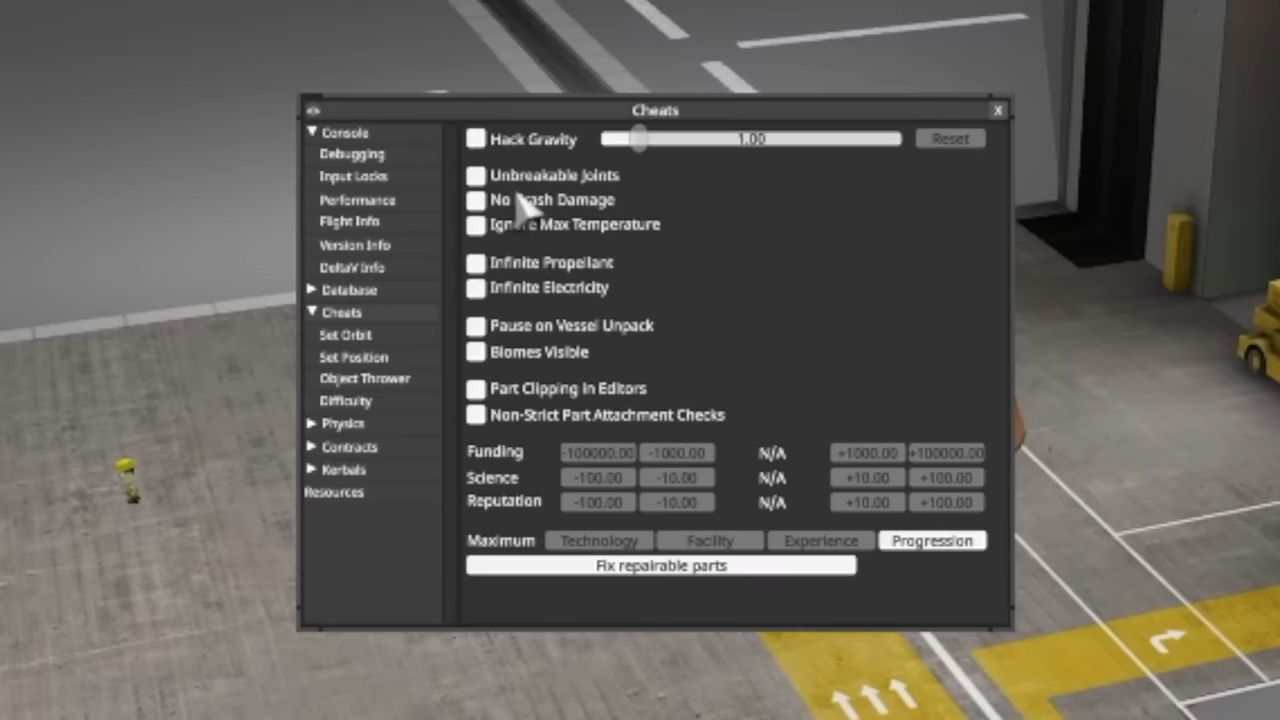 Cheats X
Console
Debugging
Input Locks
Performance
Flight Info
Version Info
DeltaV Info
Database
Cheats
Set Orbit
Set Position
Object Thrower
Difficulty
Physics
Contracts
Kerbals
Resources
Hack Gravity 1.00 Reset
Unbreakable Joints
No Crash Damage
Ignore Max Temperature
Infinite Propellant
Infinite Electricity
Pause on Vessel Unpack
Biomes Visible
Part Clipping in Editors
Non-Strict Part Attachment Checks
Funding -100000.00 -1000.00 N/A +1000.00 +100000.00
Science -100.00 -10.00 N/A +10.00 +100.00
Reputation -100.00 -10.00 N/A +10.00 +100.00
Maximum Technology Facility Experience Progression
Fix repairable parts